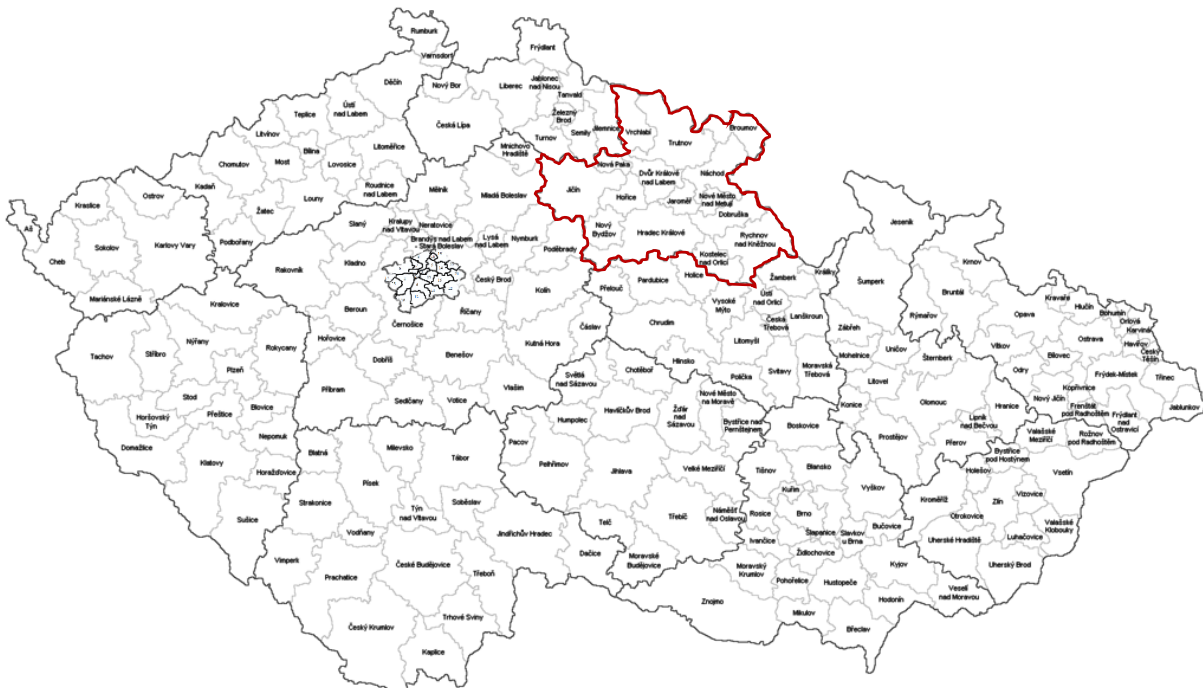 Rumburk
Varnsdorf
Frýdlant
Děčín
Nový Bor
Liberec
Jablonec
nad Nisou
Tanvald
Ústí
nad Labem
Teplice
Česká Lípa
Železný
Brod
Jilemnice
Vrchlabí
Broumov
Litvínov
Turnov
Semily
Trutnov
Litoměřice
Mnichovo
Hradiště
Bílina
Most
Lovosice
Chomutov
Nová Paka
Dvůr Králové
nad Labem
Náchod
Kadaň
Roudnice
nad Labem
Mělník
Mladá Boleslav
Jičín
Ostrov
Louny
Hořice
Jaroměř
Nové Město
nad Metují
Kraslice
Žatec
Dobruška
Slaný
Kralupy
nad Vltavou
Neratovice
Jeseník
Aš
Nový
Bydžov
Hradec Králové
Rychnov
nad Kněžnou
Sokolov
Karlovy Vary
Podbořany
Brandýs nad Labem
Stará Boleslav
Lysá
nad Labem
Nymburk
Poděbrady
Cheb
Kostelec
nad Orlicí
Krnov
Rakovník
Kladno
Holice
Žamberk
Králíky
Šumperk
Český Brod
Přelouč
Pardubice
Mariánské Lázně
Kralovice
Kolín
Bruntál
Ústí
nad Orlicí
Kravaře
Hlučín
Bohumín
Beroun
Říčany
Vysoké
Mýto
Lanškroun
Rýmařov
Opava
Orlová
Karviná
Černošice
Čáslav
Chrudim
Česká
Třebová
Zábřeh
Hořovice
Nýřany
Rokycany
Kutná Hora
Litomyšl
Ostrava
Havířov
Český
Těšín
Tachov
Stříbro
Dobříš
Benešov
Mohelnice
Uničov
Vítkov
Bílovec
Šternberk
Plzeň
Světlá
nad Sázavou
Chotěboř
Hlinsko
Svitavy
Moravská
Třebová
Odry
Frýdek-Místek
Třinec
Polička
Litovel
Kopřivnice
Příbram
Vlašim
Stod
Sedlčany
Votice
Nové Město
na Moravě
Konice
Olomouc
Hranice
Nový Jičín
Frenštát
pod Radhoštěm
Frýdlant
nad
Ostravicí
Jablunkov
Horšovský
Týn
Přeštice
Blovice
Humpolec
Havlíčkův Brod
Žďár
nad
Sázavou
Bystřice nad
Pernštejnem
Lipník
nad Bečvou
Nepomuk
Prostějov
Valašské
Meziříčí
Rožnov
pod Radhoštěm
Domažlice
Blatná
Milevsko
Pacov
Boskovice
Přerov
Bystřice
pod Hostýnem
Klatovy
Horažďovice
Tábor
Pelhřimov
Jihlava
Velké Meziříčí
Tišnov
Blansko
Holešov
Vsetín
Písek
Kuřim
Vyškov
Kroměříž
Zlín
Vizovice
Strakonice
Soběslav
Rosice
Brno
Otrokovice
Sušice
Týn
nad Vltavou
Telč
Třebíč
Náměšť
nad Oslavou
Bučovice
Valašské
Klobouky
Vodňany
Jindřichův Hradec
Ivančice
Šlapanice
Slavkov
u Brna
Uherské Hradiště
Luhačovice
Vimperk
České Budějovice
Dačice
Moravské
Budějovice
Židlochovice
Uherský Brod
Prachatice
Třeboň
Moravský
Krumlov
Pohořelice
Hustopeče
Kyjov
Veselí
nad Moravou
Český Krumlov
Trhové Sviny
Znojmo
Mikulov
Hodonín
Břeclav
Kaplice